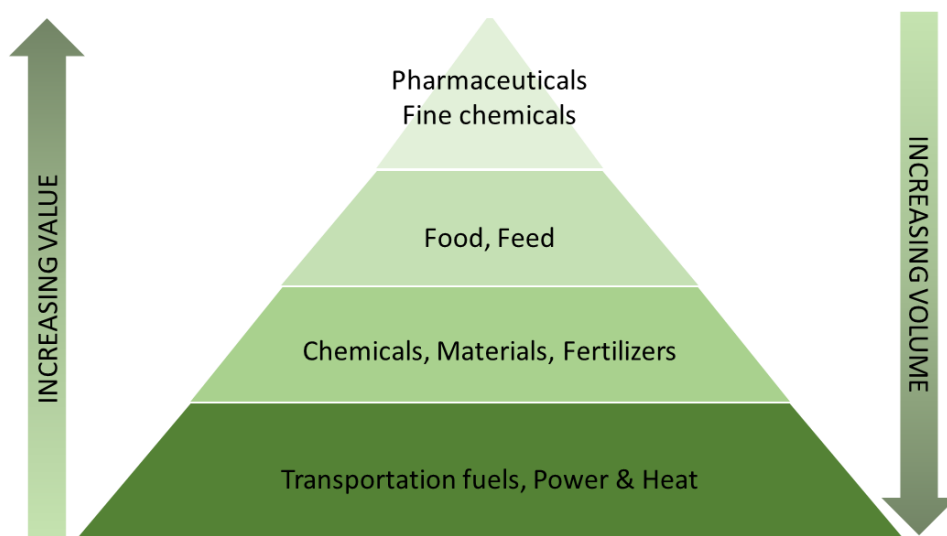 Pharmaceuticals
Fine chemicals
INCREASING VALUE
Food, Feed
INCREASING VOLUME
Chemicals, Materials, Fertilizers
Transportation fuels, Power & Heat